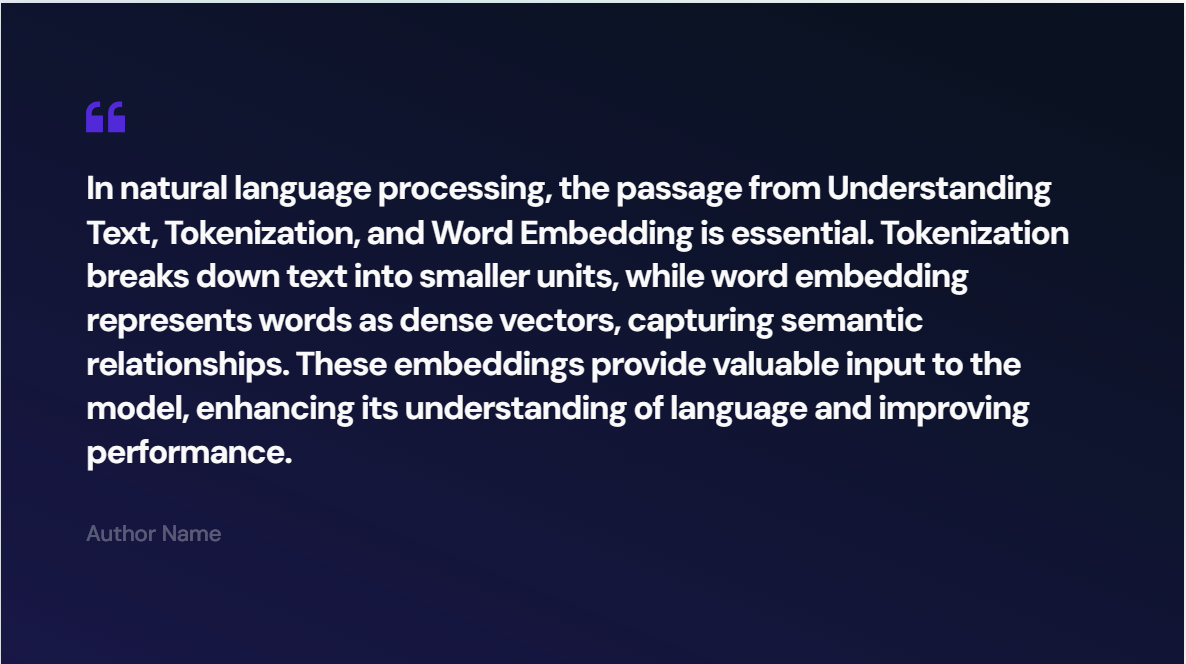 “
In natural language processing, the passage from Understanding
Text, Tokenization, and Word Embedding is essential. Tokenization
breaks down text into smaller units, while word embedding
represents words as dense vectors, capturing semantic
relationships. These embeddings provide valuable input to the
model, enhancing its understanding of language and improving
performance.
Author Name